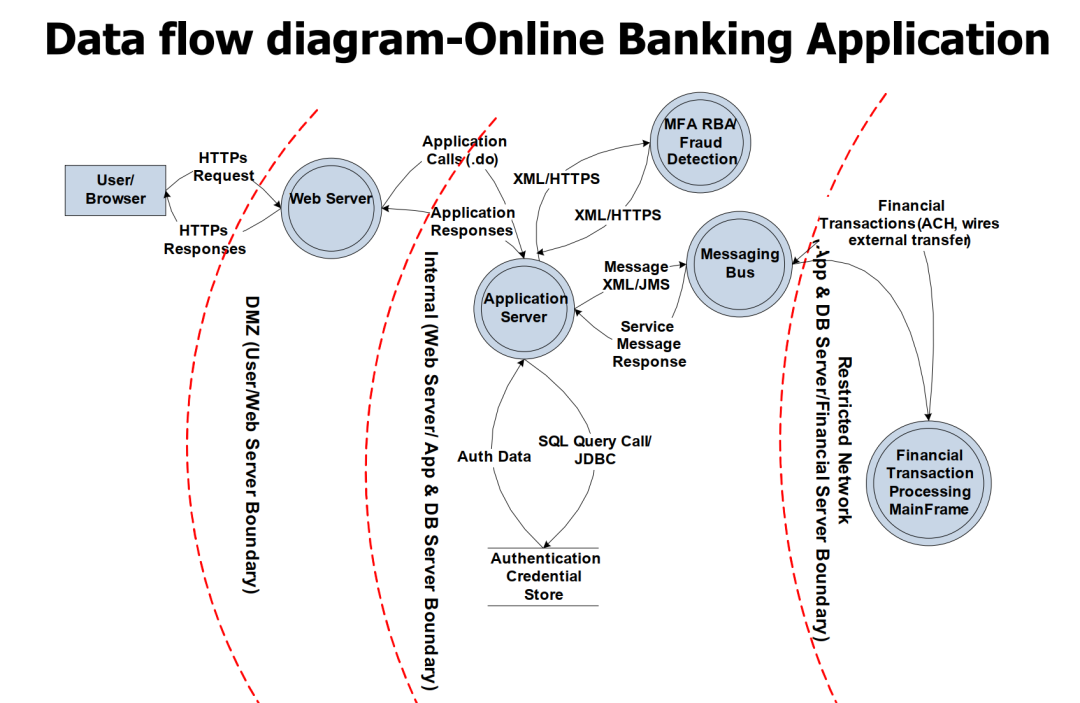 Data flow diagram-Online Banking Application
User/
Browser
HTTPs
Request
HTTPs
Responses
Web Server
Application
Calls (.do)
Application
Responses
XML/HTTPS
XML/HTTPS
MFA RBA/
Fraud
Detection
Application
Server
Message
XML/JMS
Service
Message
Response
Messaging
Bus
Financial
Transactions(ACH, wires
external transfer)
Financial
Transaction
Processing
MainFrame
Auth Data
SQL Query Call/
JDBC
Authentication
Credential
Store
DMZ (User/Web Server Boundary)
Internal (Web Server/ App & DB Server Boundary)
Restricted Network
(App & DB Server/Financial Server Boundary)